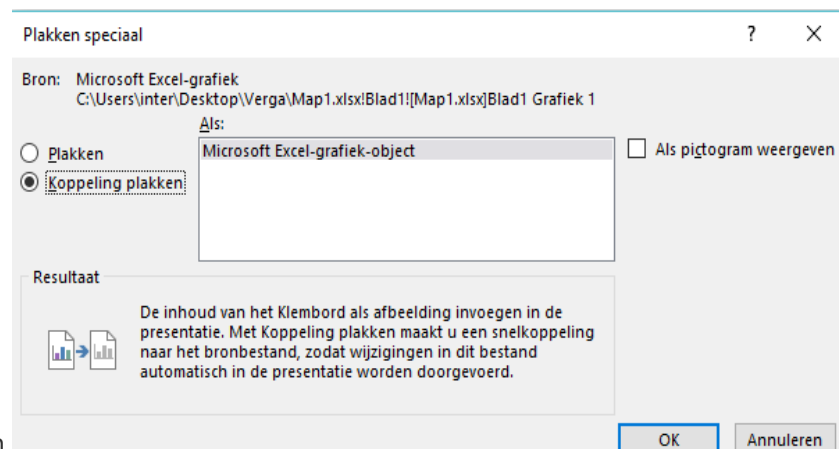 Plakken speciaal ? X
Bron: Microsoft Excel-grafiek
C:\Users\inter\Desktop\Verga\Map1.xlsx!Blad1![Map1.xlsx]Blad1 Grafiek 1
Als:
Plakken
Koppeling plakken
Microsoft Excel-grafiek-object
Als pictogram weergeven
Resultaat
De inhoud van het Klembord als afbeelding invoegen in de
presentatie. Met Koppeling plakken maakt u een snelkoppeling
naar het bronbestand, zodat wijzigingen in dit bestand
automatisch in de presentatie worden doorgevoerd.
OK Annuleren